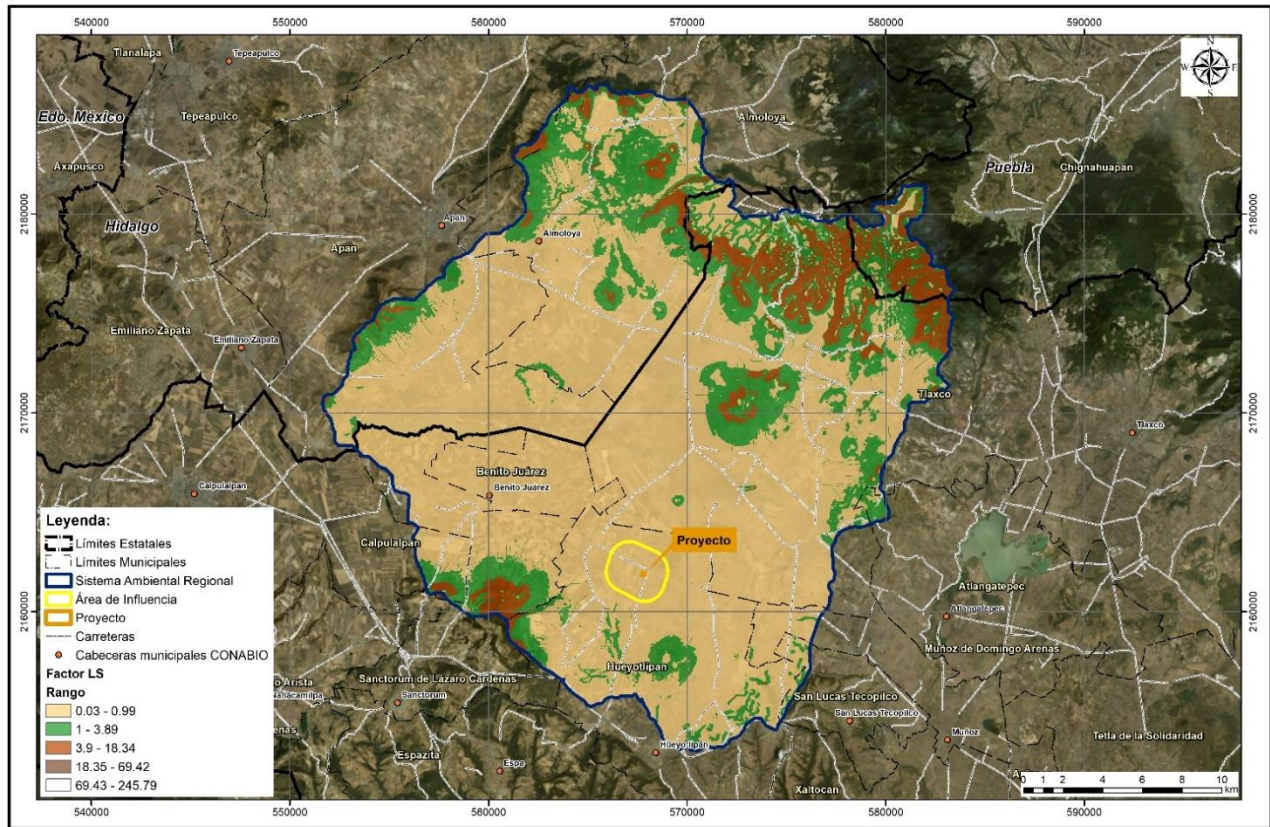 540000 550000 560000 570000 580000 590000
Tlanalapa
Tepeapulco
N
W E
S
Edo. México
Tepeapulco
Almoloya
Puebla
Axapusco
Chignahuapan
2180000
2180000
Hidalgo
Apan
Almoloya
Apan
Emiliano Zapata
Emiliano Zapata
2170000
2170000
Tlaxco
Tlaxco
Benito Juárez
Benito Juárez
Calpulalpan
Calpulalpan
Proyecto
Atlangatepec
Atlangatepec
2160000
2160000
Muñoz de Domingo Arenas
Hueyotlipan
Sanctorum de Lázaro Cárdenas
Sanctorum
Nanacamilpa
Arista
San Lucas Tecopilco
San Lucas Tecopilco
Muñoz
Tetla de la Solidaridad
Hueyotlipan
Espazita
Espa
Xaltocan
Leyenda:
Límites Estatales
Límites Municipales
Sistema Ambiental Regional
Área de Influencia
Proyecto
Carreteras
Cabeceras municipales CONABIO
Factor LS
Rango
0.03 - 0.99
1 - 3.89
3.9 - 18.34
18.35 - 69.42
69.43 - 245.79
0 1 2 4 6 8 10
km
540000 550000 560000 570000 580000 590000